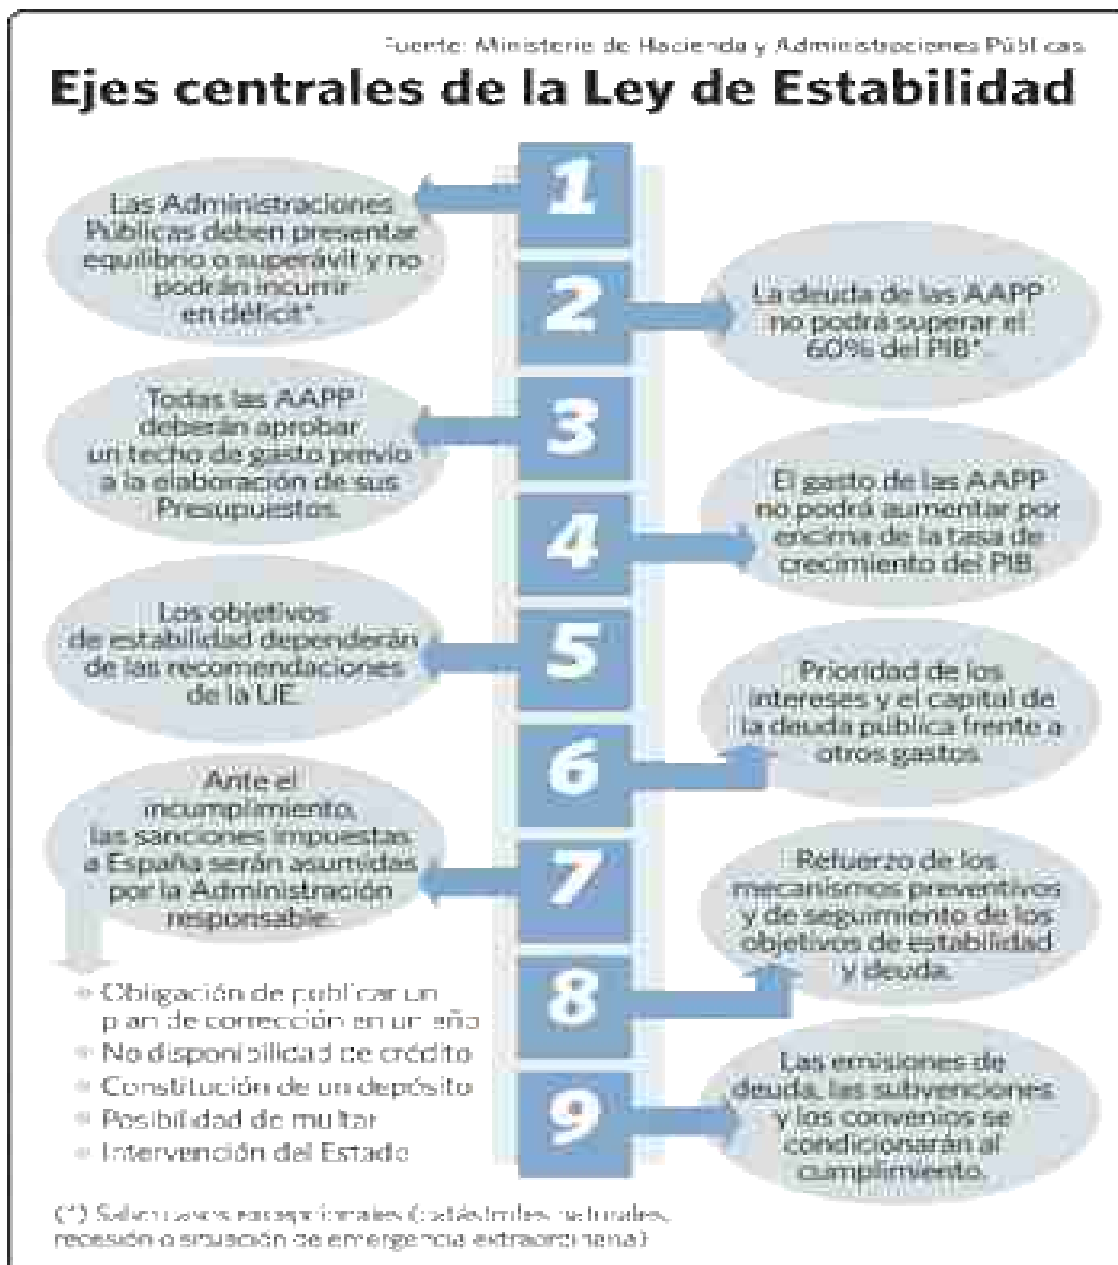 Fuente: Ministerio de Hacienda y Administraciones Públicas
Ejes centrales de la Ley de Estabilidad
1
Las Administraciones
Públicas deben presentar
equilibrio o superávit y no
podrán incurrir
en déficit*.
2
La deuda de las AAPP
no podrá superar el
60% del PIB*.
3
Todas las AAPP
deberán aprobar
un techo de gasto previo
a la elaboración de sus
Presupuestos.
4
El gasto de las AAPP
no podrá aumentar por
encima de la tasa de
crecimiento del PIB.
5
Los objetivos
de estabilidad dependerán
de las recomendaciones
de la UE.
6
Prioridad de los
intereses y el capital de
la deuda pública frente a
otros gastos.
7
Ante el
incumplimiento,
las sanciones impuestas
a España serán asumidas
por la Administración
responsable.
Obligación de publicar un
plan de corrección en un año
No disponibilidad de crédito
Constitución de un depósito
Posibilidad de multar
Intervención del Estado
8
Refuerzo de los
mecanismos preventivos
y de seguimiento de los
objetivos de estabilidad
y deuda.
9
Las emisiones de
deuda, las subvenciones
y los convenios se
condicionarán al
cumplimiento.
(*) Salvo casos excepcionales (catástrofes naturales,
recesión o situación de emergencia extraordinaria)